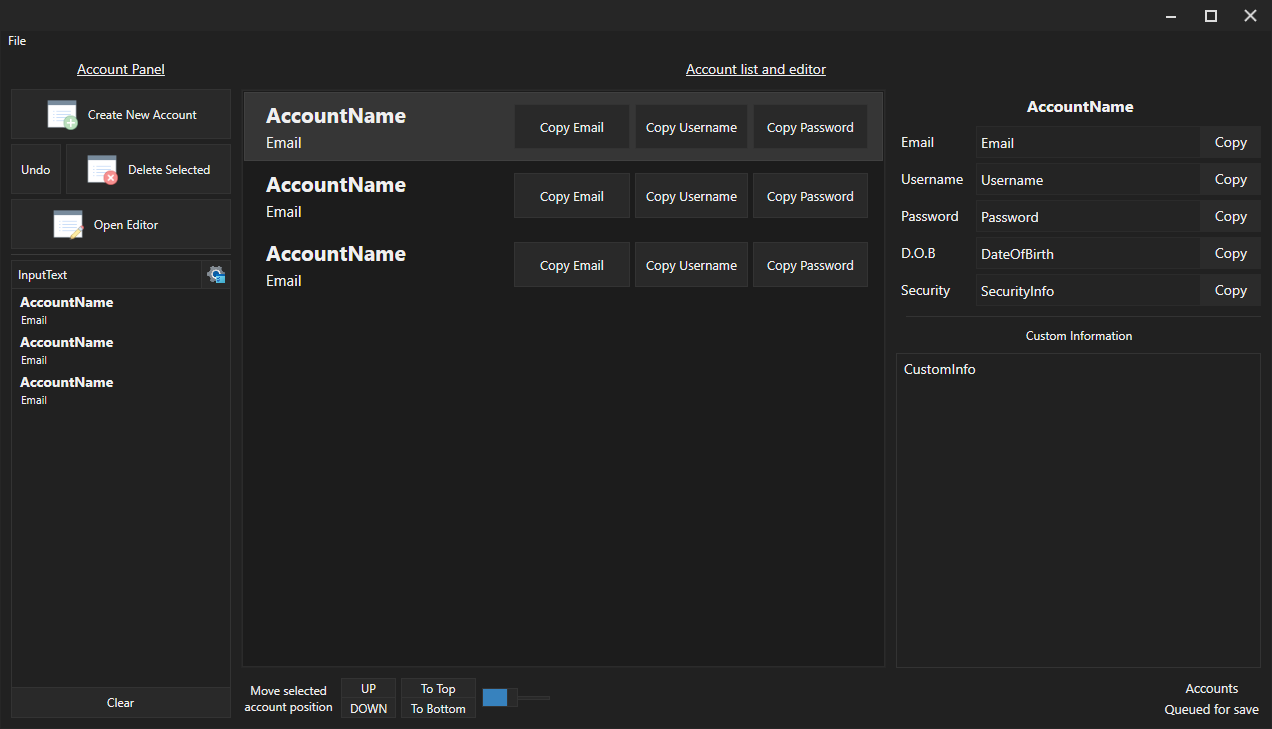 File
Account Panel
Create New Account
Undo
Delete Selected
Open Editor
InputText
AccountName
Email
AccountName
Email
AccountName
Email
Clear
Account list and editor
AccountName
Email
Copy Email
Copy Username
Copy Password
AccountName
Email
Copy Email
Copy Username
Copy Password
AccountName
Email
Copy Email
Copy Username
Copy Password
Move selected
account position
UP
DOWN
To Top
To Bottom
AccountName
Email
Email
Copy
Username
Username
Copy
Password
Password
Copy
D.O.B
DateOfBirth
Copy
Security
SecurityInfo
Copy
Custom Information
CustomInfo
Accounts
Queued for save